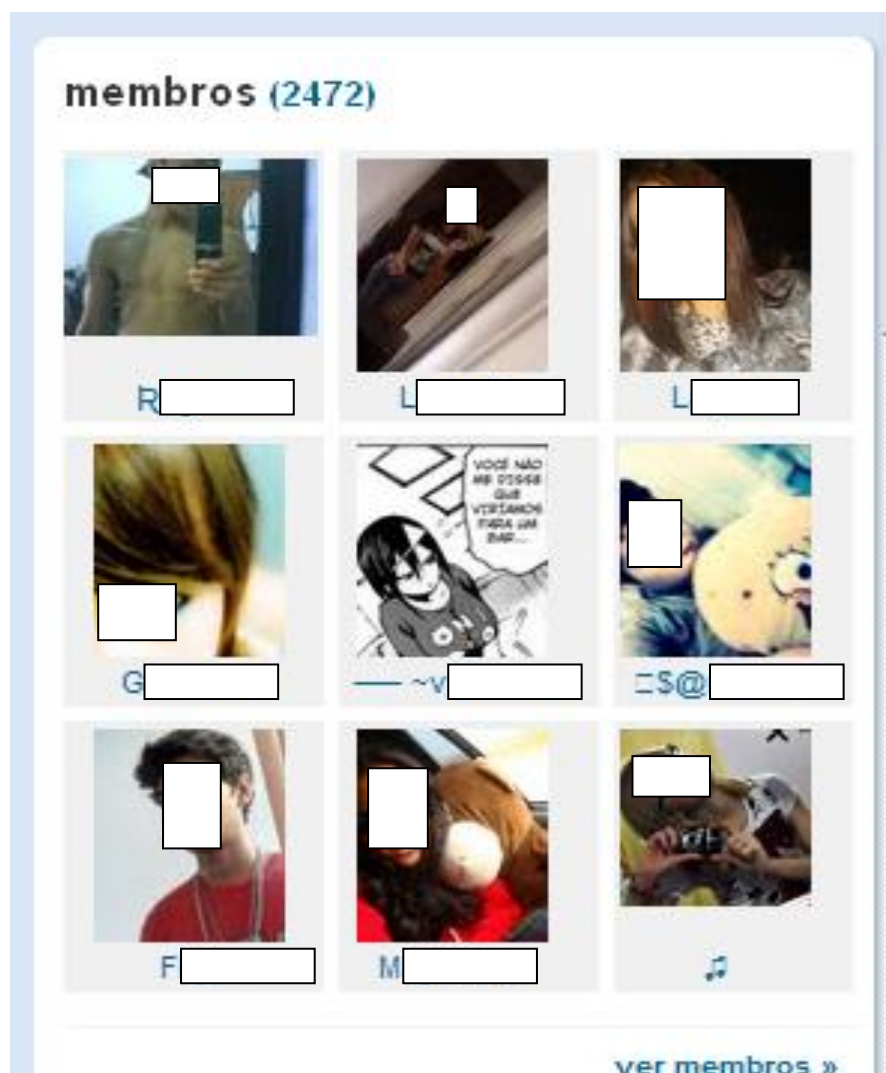 membros (2472)
R
L
L
VOCÊ NÃO
ME DISSE
QUE
VIRÍAMOS
PARA UM
BAR...
G
—— ~v
$@
F
M
♫
ver membros »